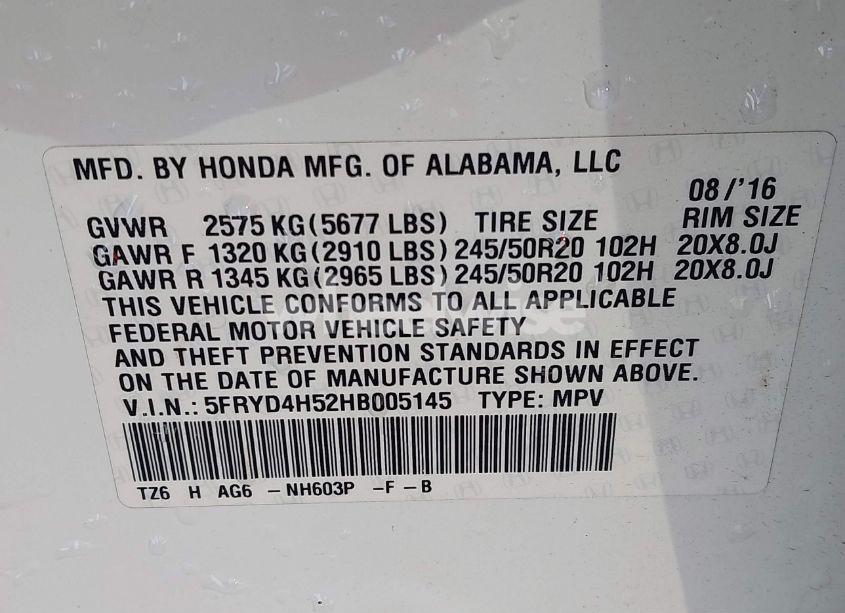 MFD. BY HONDA MFG. OF ALABAMA, LLC
08/'16
GVWR 2575 KG(5677 LBS) TIRE SIZE RIM SIZE
GAWR F 1320 KG(2910 LBS) 245/50R20 102H 20X8.0J
GAWR R 1345 KG(2965 LBS) 245/50R20 102H 20X8.0J
THIS VEHICLE CONFORMS TO ALL APPLICABLE
FEDERAL MOTOR VEHICLE SAFETY
AND THEFT PREVENTION STANDARDS IN EFFECT
ON THE DATE OF MANUFACTURE SHOWN ABOVE.
V.I.N.: 5FRYD4H52HB005145 TYPE: MPV
TZ6 H AG6 -NH603P -F-B